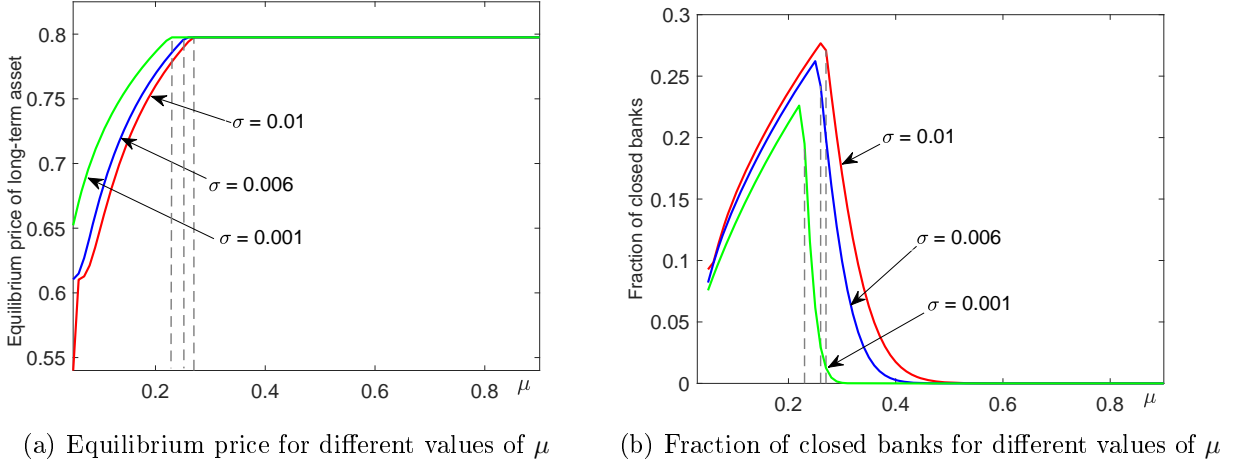 Equilibrium price of long-term asset
0.8
0.75
0.7
0.65
0.6
0.55
0.2
0.4
0.6
0.8
μ
σ = 0.01
σ = 0.006
σ = 0.001
(a) Equilibrium price for different values of μ
Fraction of closed banks
0.3
0.25
0.2
0.15
0.1
0.05
0
0.2
0.4
0.6
0.8
μ
σ = 0.01
σ = 0.006
σ = 0.001
(b) Fraction of closed banks for different values of μ